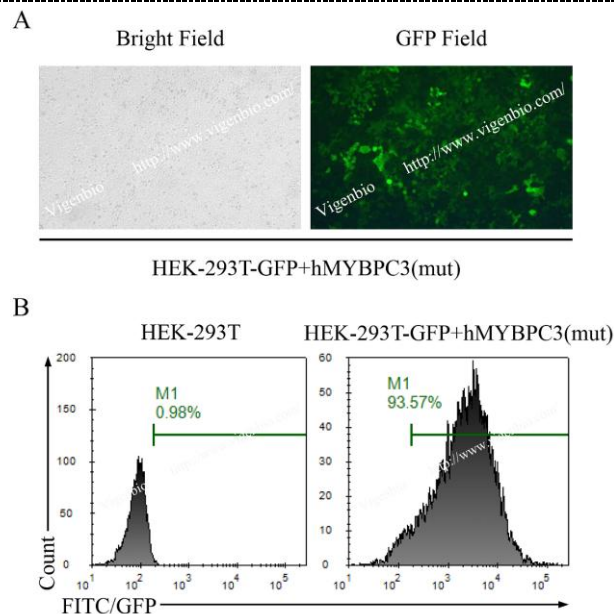 A
Bright Field
GFP Field
Vigenbio http://www.vigenbio.com/
Vigenbio http://www.vigenbio.com/
HEK-293T-GFP+hMYBPC3(mut)
B
HEK-293T
HEK-293T-GFP+hMYBPC3(mut)
200
150
100
50
0
M1
0.98%
10¹ 10² 10³ 10⁴ 10⁵
60
50
40
30
20
10
0
M1
93.57%
10¹ 10² 10³ 10⁴ 10⁵
Count
FITC/GFP